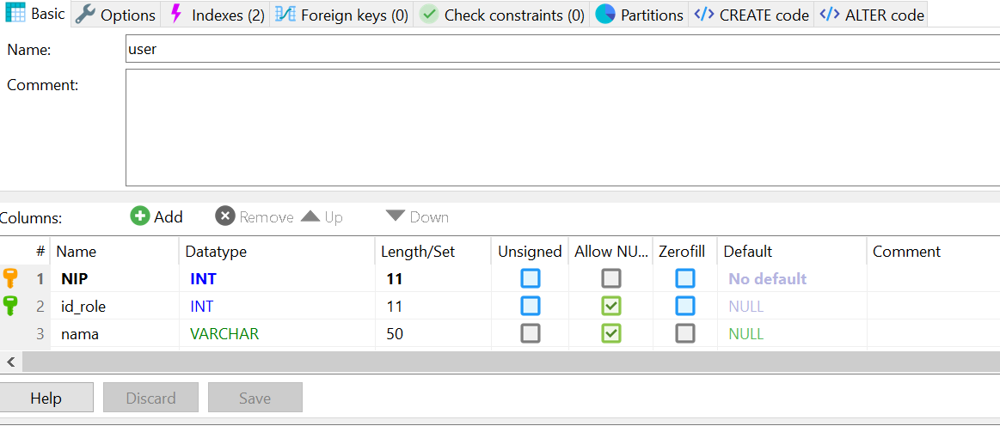 Basic Options Indexes (2) Foreign keys (0) Check constraints (0) Partitions CREATE code ALTER code
Name: user
Comment:
Columns: Add Remove Up Down
# Name Datatype Length/Set Unsigned Allow NU... Zerofill Default Comment
1 NIP INT 11 No default
2 id_role INT 11 NULL
3 nama VARCHAR 50 NULL
Help Discard Save